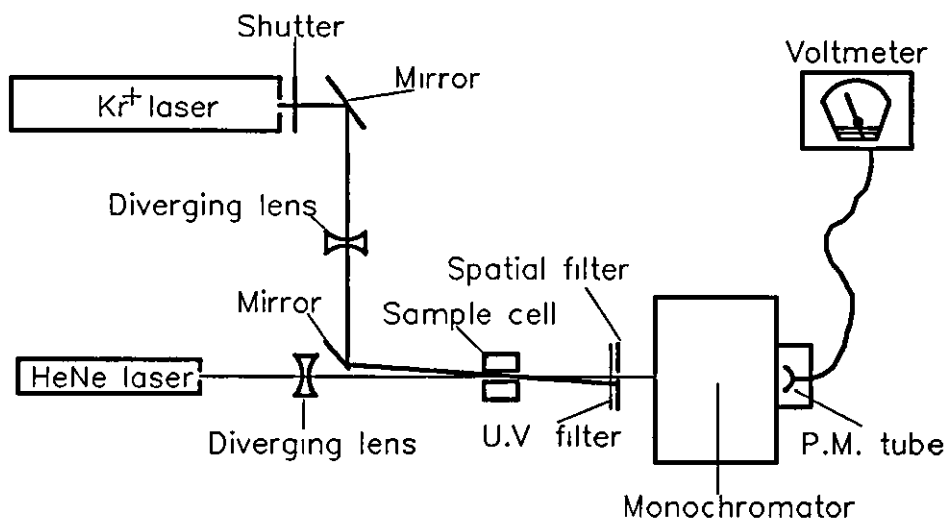 Shutter
Voltmeter
Mirror
Kr+ laser
Diverging lens
Spatial filter
Mirror
Sample cell
HeNe laser
Diverging lens
U.V filter
P.M. tube
Monochromator